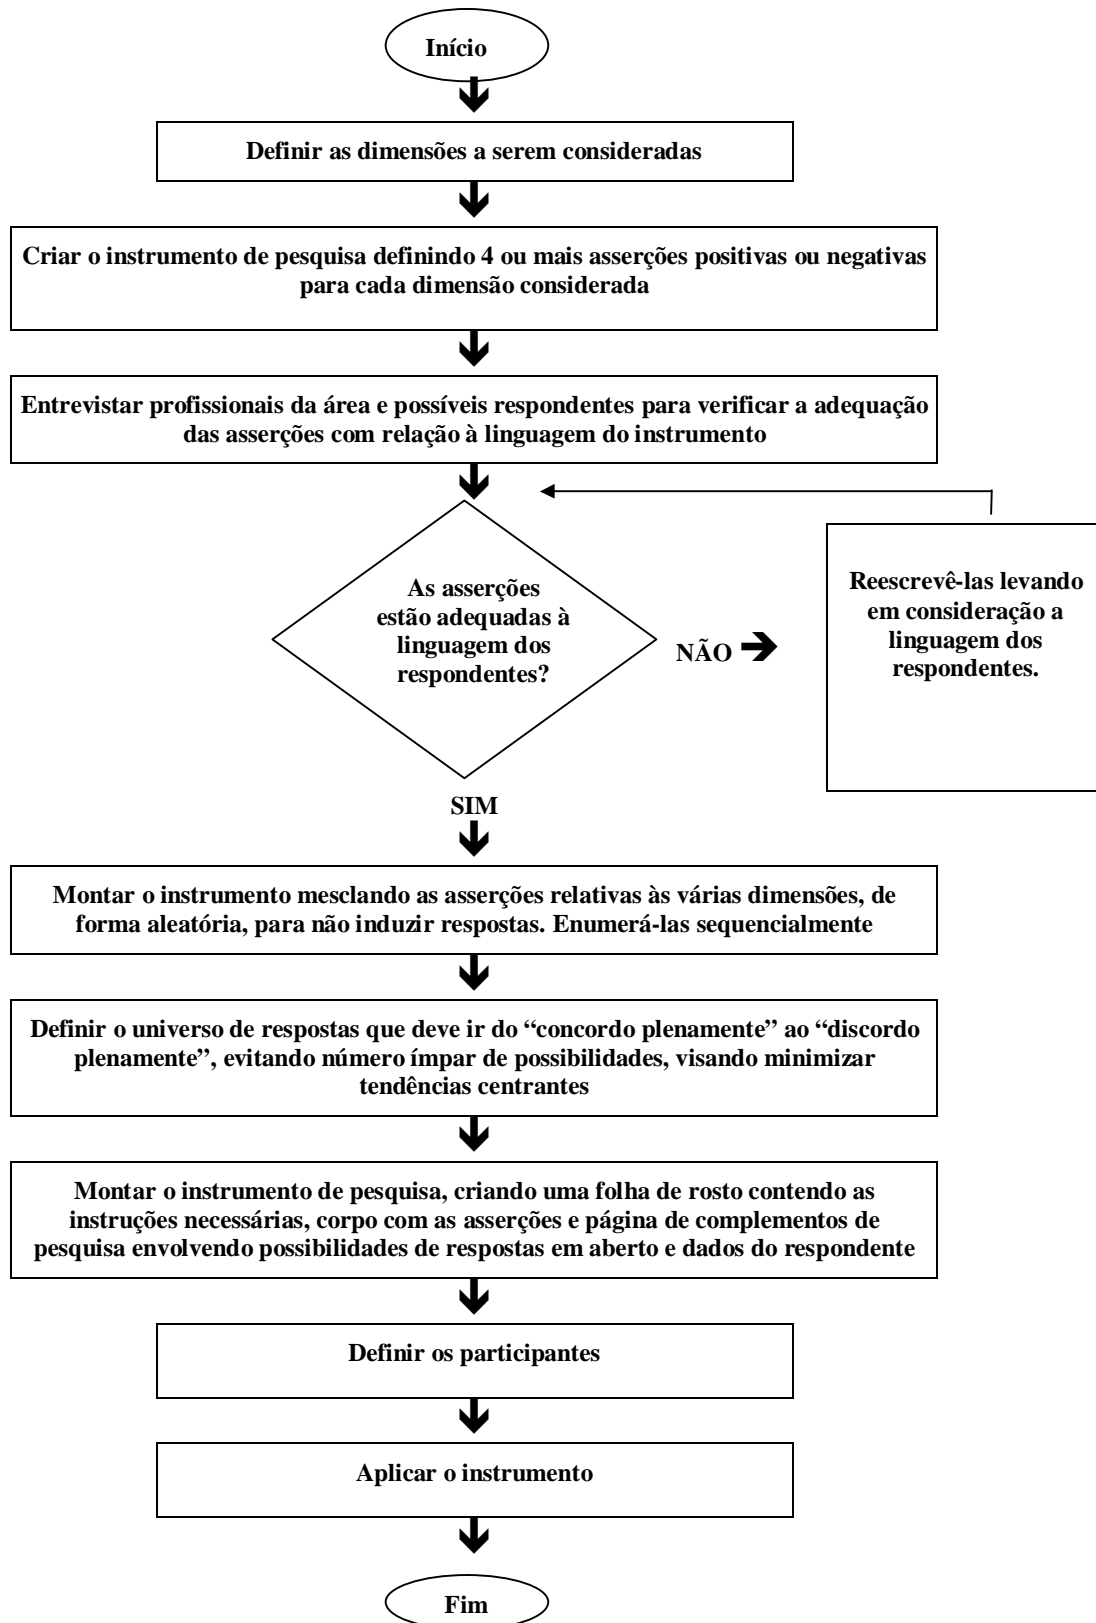 Início
Definir as dimensões a serem consideradas
Criar o instrumento de pesquisa definindo 4 ou mais asserções positivas ou negativas
para cada dimensão considerada
Entrevistar profissionais da área e possíveis respondentes para verificar a adequação
das asserções com relação à linguagem do instrumento
As asserções
estão adequadas à
linguagem dos
respondentes?
NÃO
Reescrevê-las levando
em consideração a
linguagem dos
respondentes.
SIM
Montar o instrumento mesclando as asserções relativas às várias dimensões, de
forma aleatória, para não induzir respostas. Enumerá-las sequencialmente
Definir o universo de respostas que deve ir do “concordo plenamente” ao “discordo
plenamente”, evitando número ímpar de possibilidades, visando minimizar
tendências centrantes
Montar o instrumento de pesquisa, criando uma folha de rosto contendo as
instruções necessárias, corpo com as asserções e página de complementos de
pesquisa envolvendo possibilidades de respostas em aberto e dados do respondente
Definir os participantes
Aplicar o instrumento
Fim